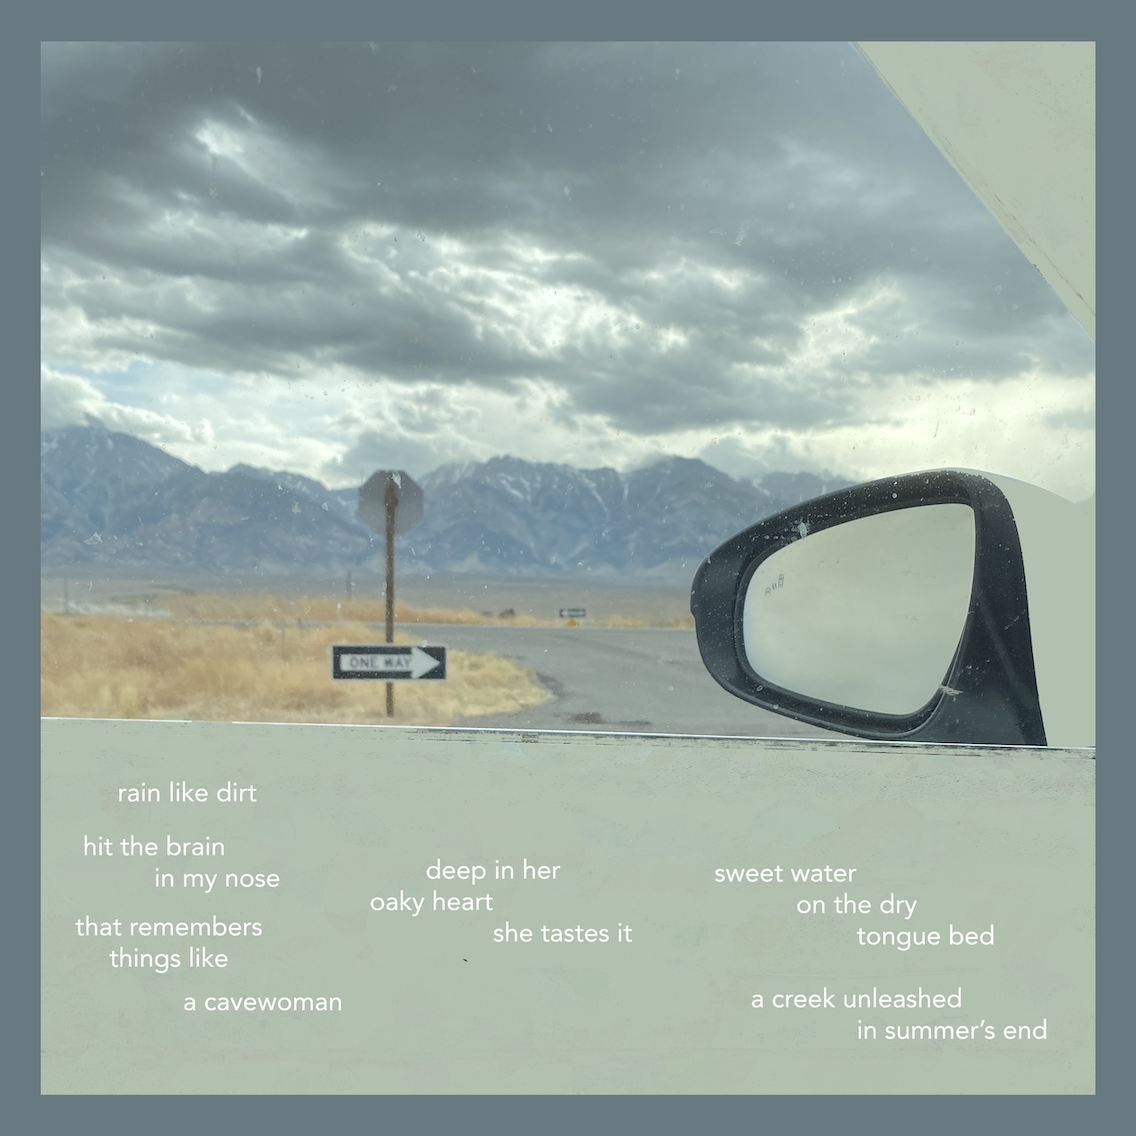 ONE WAY
rain like dirt
hit the brain
in my nose
that remembers
things like
a cavewoman
deep in her
oaky heart
she tastes it
sweet water
on the dry
tongue bed
a creek unleashed
in summer’s end